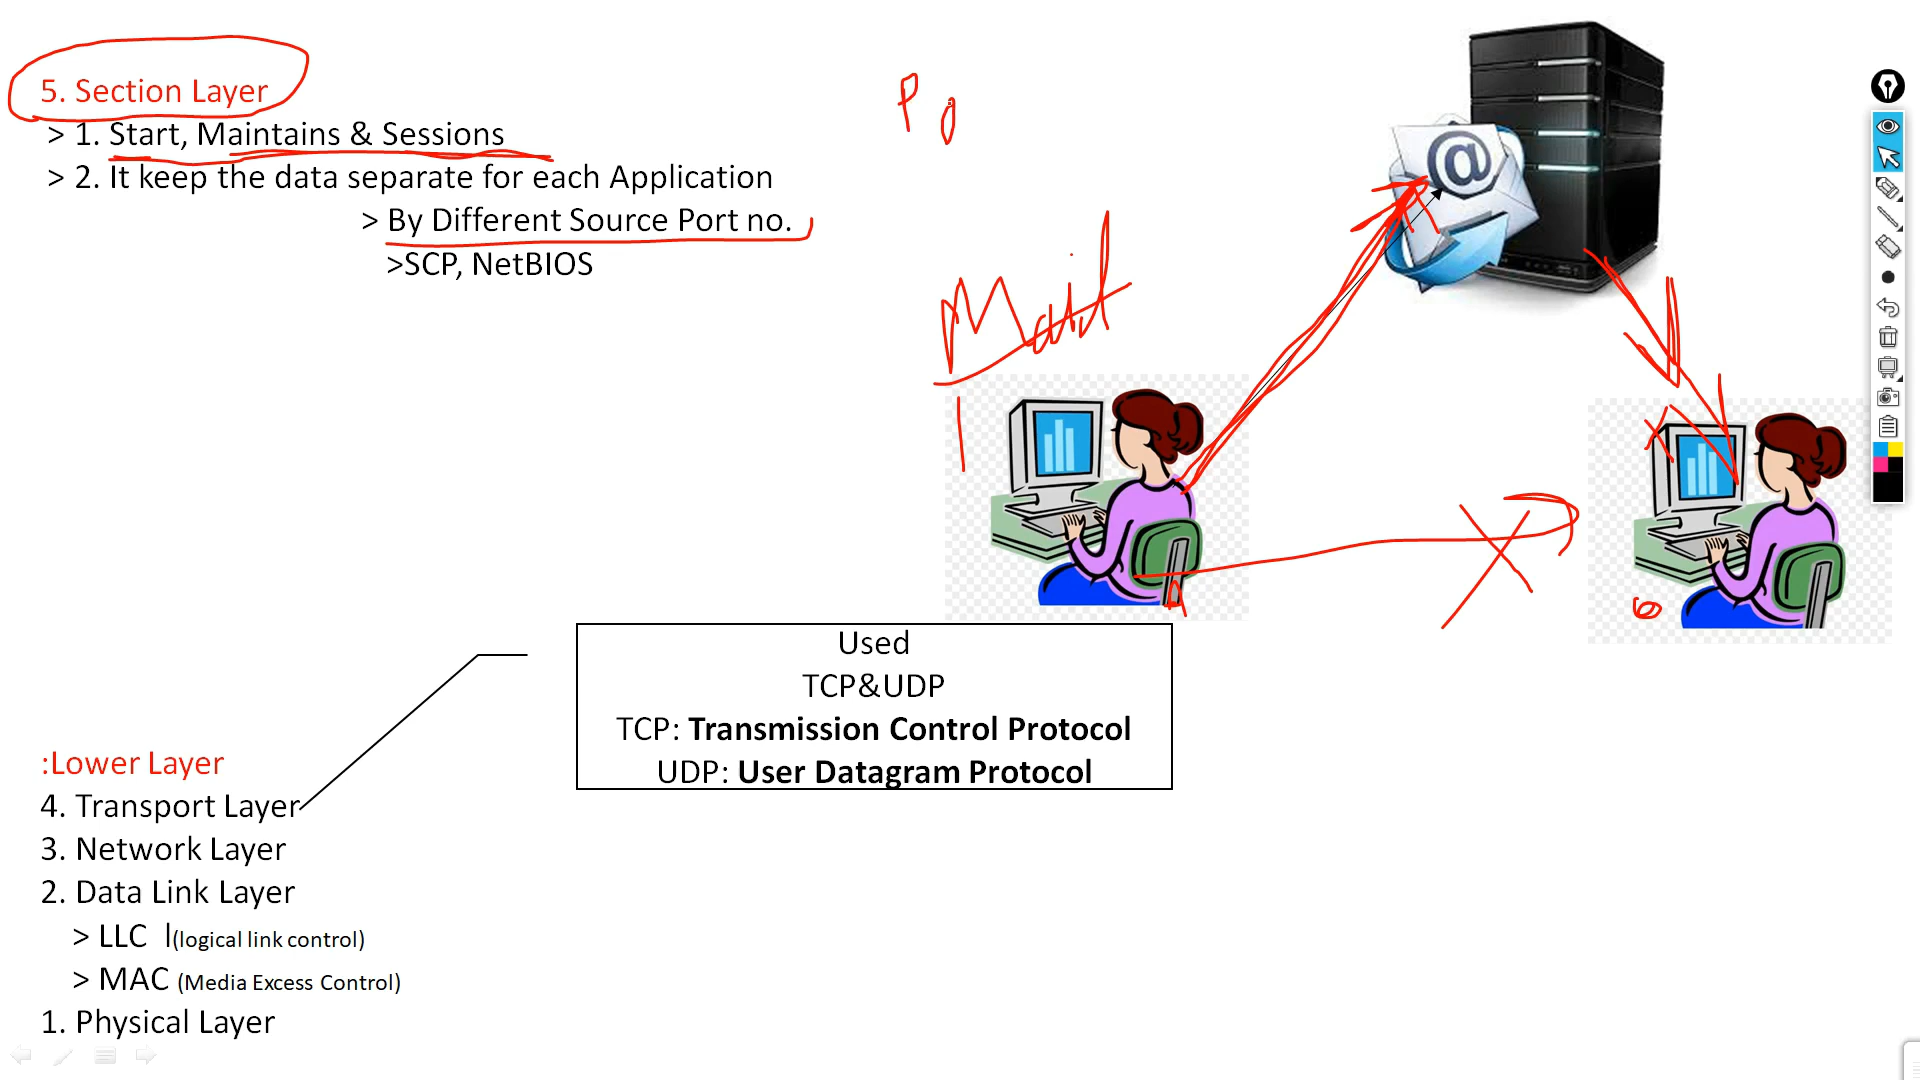 5. Section Layer
> 1. Start, Maintains & Sessions
> 2. It keep the data separate for each Application
> By Different Source Port no.
>SCP, NetBIOS
Po
@
Mail
1
A
Used
TCP&UDP
TCP: Transmission Control Protocol
UDP: User Datagram Protocol
:Lower Layer
4. Transport Layer
3. Network Layer
2. Data Link Layer
> LLC l(logical link control)
> MAC (Media Excess Control)
1. Physical Layer